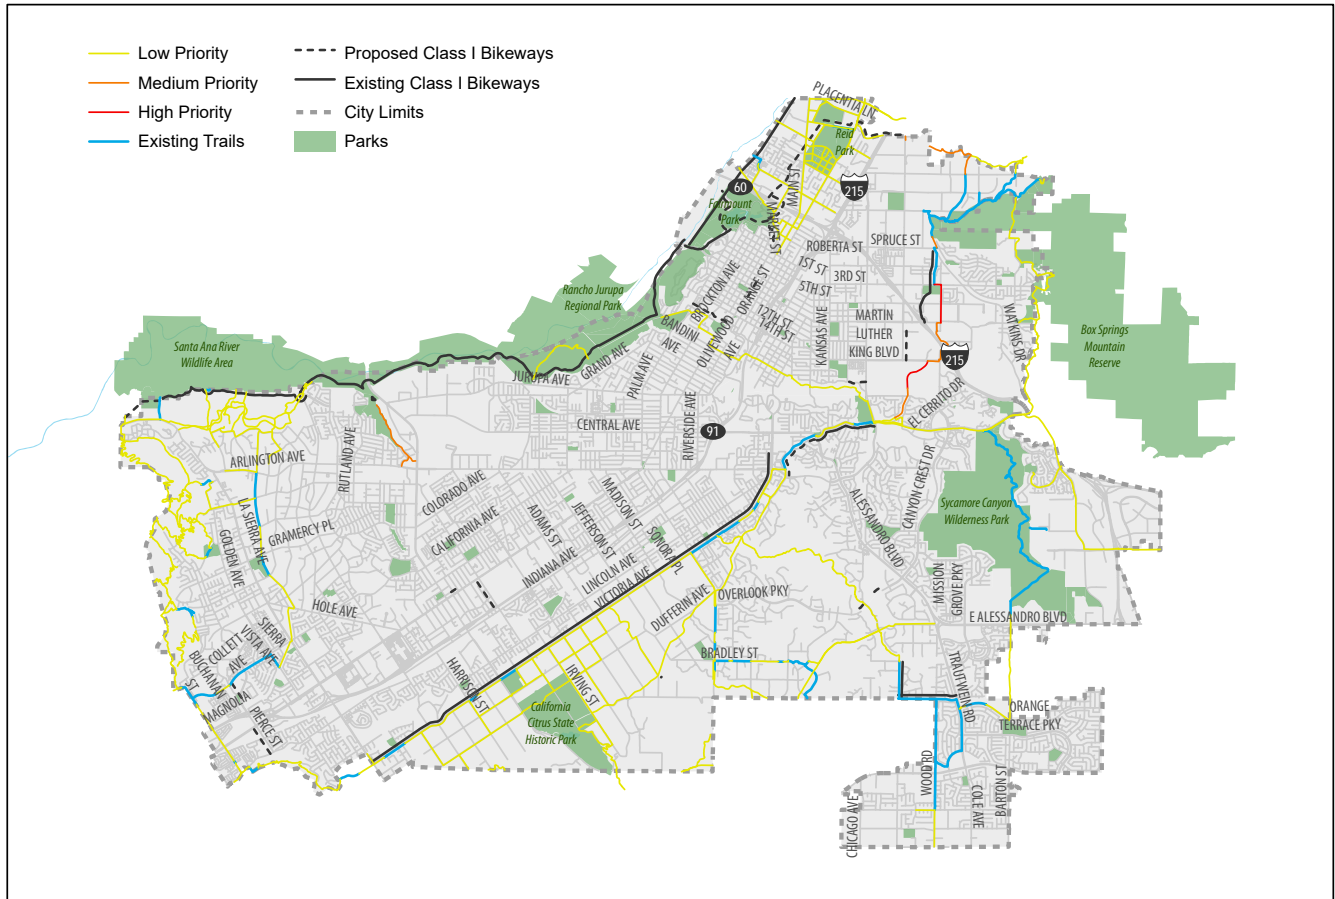 Low Priority
Medium Priority
High Priority
Existing Trails
Proposed Class I Bikeways
Existing Class I Bikeways
City Limits
Parks
PLACENTIA LN
Reid
Park
60
215
Fairmount
Park
MAIN ST
MARKET ST
ROBERTA ST
SPRUCE ST
1ST ST
3RD ST
5TH ST
BROCKTON AVE
ORANGE ST
12TH ST
14TH ST
KANSAS AVE
MARTIN
LUTHER
KING BLVD
WATKINS DR
Rancho Jurupa
Regional Park
Santa Ana River
Wildlife Area
Box Springs
Mountain
Reserve
BANDINI
AVE
OLIVEWOOD
AVE
215
GRAND AVE
JURUPA AVE
PALM AVE
EL CERRITO DR
CENTRAL AVE
RIVERSIDE AVE
91
ARLINGTON AVE
RUTLAND AVE
COLORADO AVE
CALIFORNIA AVE
MADISON ST
JEFFERSON ST
ADAMS ST
SONORA PL
ALESSANDRO BLVD
CANYON CREST DR
Sycamore Canyon
Wilderness Park
LA SIERRA AVE
GRAMERCY PL
GOLDEN AVE
INDIANA AVE
LINCOLN AVE
VICTORIA AVE
HOLE AVE
DUFFERIN AVE
OVERLOOK PKY
MISSION
GROVE PKY
E ALESSANDRO BLVD
SIERRA
VISTA AVE
COLLETT
AVE
BUCHANAN
ST
MAGNOLIA
PIERCE ST
HARRISON ST
IRVING ST
BRADLEY ST
California
Citrus State
Historic Park
TRAUTWEIN RD
ORANGE
TERRACE PKY
WOOD RD
CHICAGO AVE
COLE AVE
BARTON ST